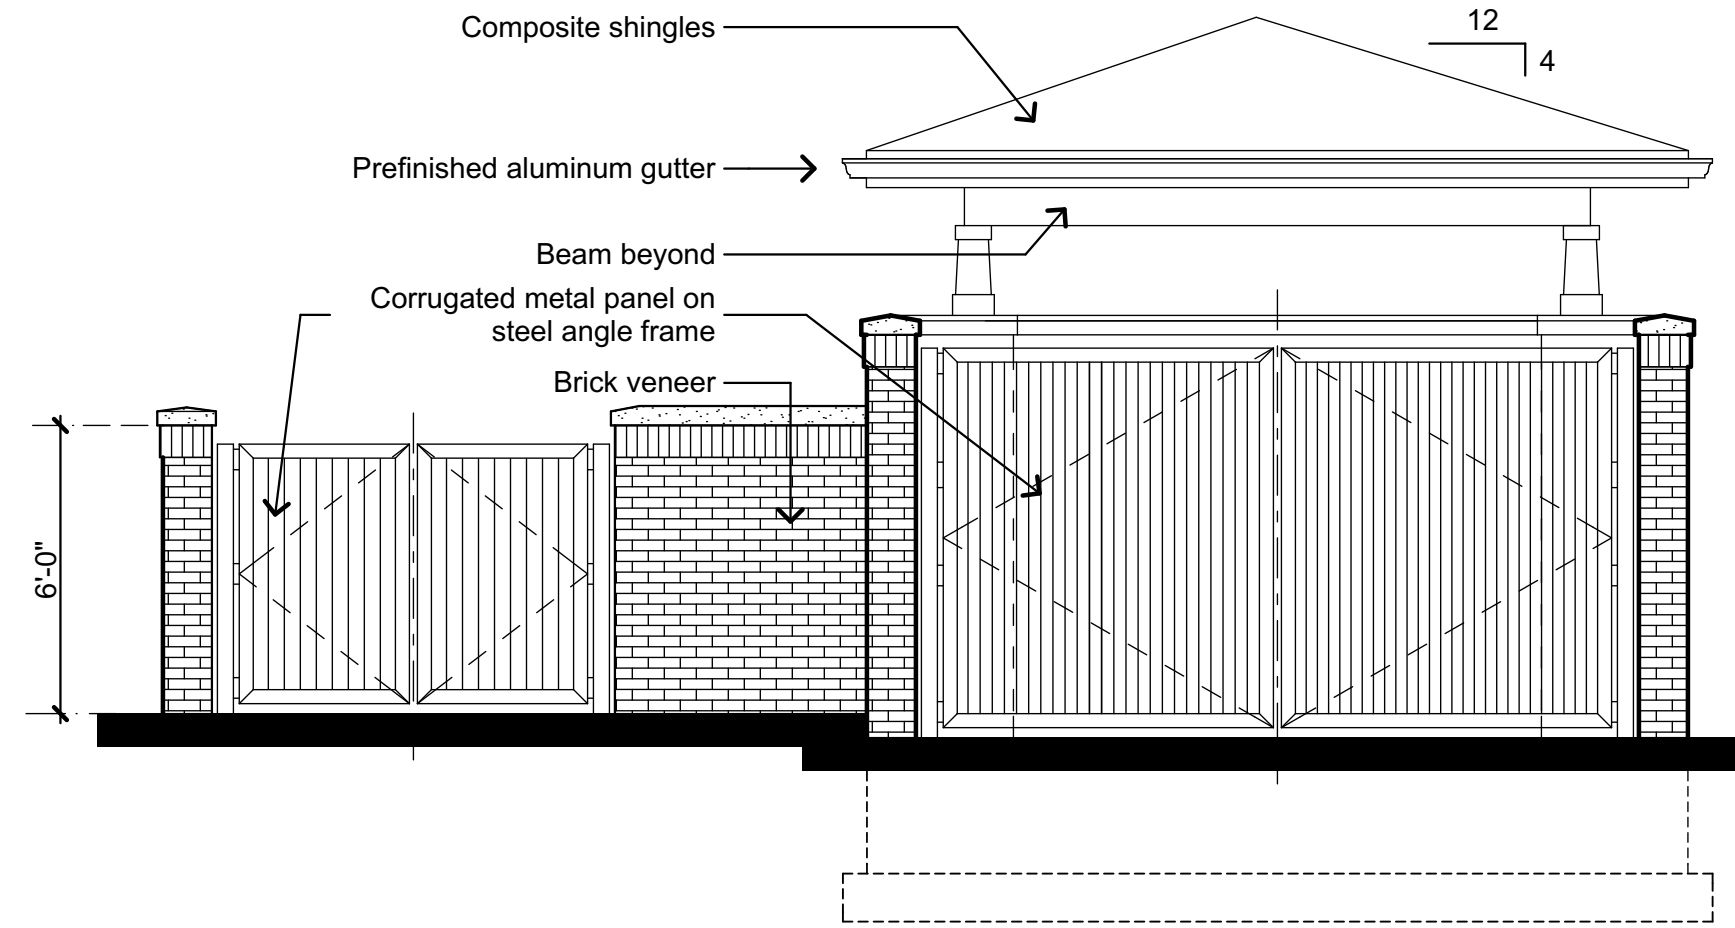 Composite shingles
12
4
Prefinished aluminum gutter
Beam beyond
Corrugated metal panel on
steel angle frame
Brick veneer
6'-0"